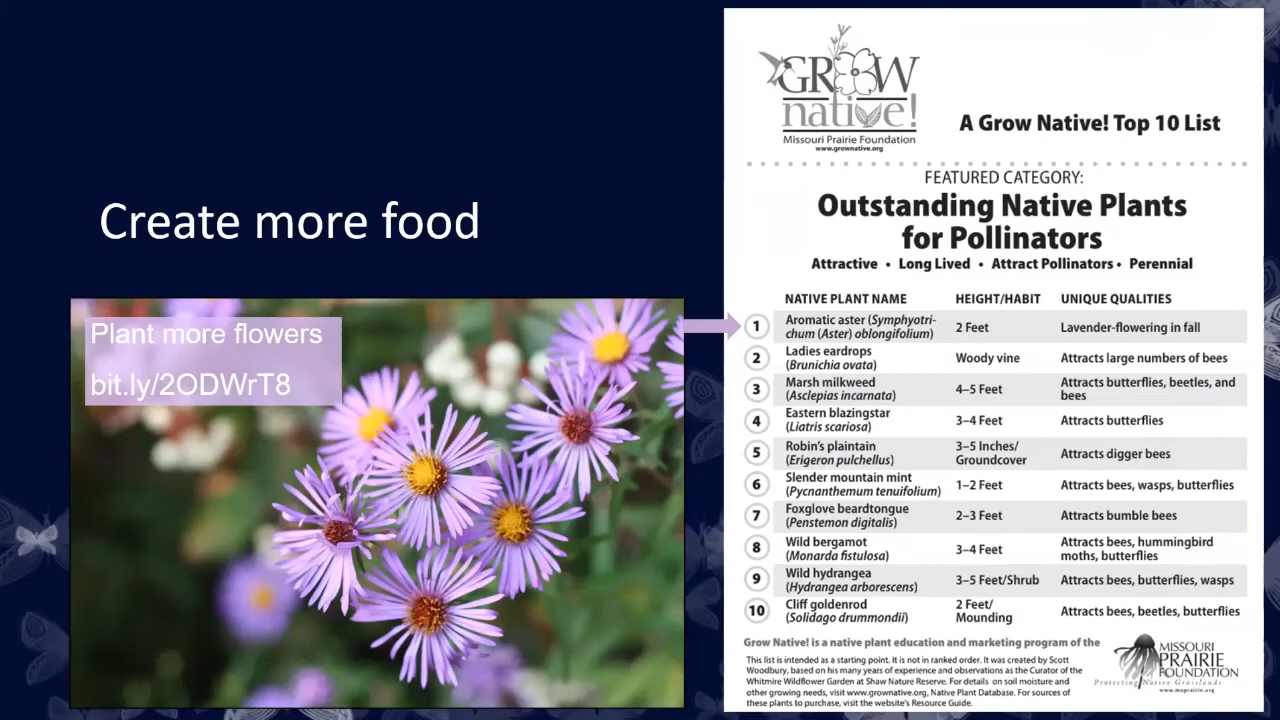 Create more food
Plant more flowers
bit.ly/2ODWrT8
GROW
native!
Missouri Prairie Foundation
www.grownative.org
A Grow Native! Top 10 List
FEATURED CATEGORY:
Outstanding Native Plants
for Pollinators
Attractive • Long Lived • Attract Pollinators • Perennial
NATIVE PLANT NAME HEIGHT/HABIT UNIQUE QUALITIES
1 Aromatic aster (Symphyotri-
chum (Aster) oblongifolium) 2 Feet Lavender-flowering in fall
2 Ladies eardrops
(Brunichia ovata) Woody vine Attracts large numbers of bees
3 Marsh milkweed
(Asclepias incarnata) 4–5 Feet Attracts butterflies, beetles, and
bees
4 Eastern blazingstar
(Liatris scariosa) 3–4 Feet Attracts butterflies
5 Robin's plaintain
(Erigeron pulchellus) 3–5 Inches/
Groundcover Attracts digger bees
6 Slender mountain mint
(Pycnanthemum tenuifolium) 1–2 Feet Attracts bees, wasps, butterflies
7 Foxglove beardtongue
(Penstemon digitalis) 2–3 Feet Attracts bumble bees
8 Wild bergamot
(Monarda fistulosa) 3–4 Feet Attracts bees, hummingbird
moths, butterflies
9 Wild hydrangea
(Hydrangea arborescens) 3–5 Feet/Shrub Attracts bees, butterflies, wasps
10 Cliff goldenrod
(Solidago drummondii) 2 Feet/
Mounding Attracts bees, beetles, butterflies
Grow Native! is a native plant education and marketing program of the
This list is intended as a starting point. It is not in ranked order. It was created by Scott
Woodbury, based on his many years of experience and observations as the Curator of the
Whitmire Wildflower Garden at Shaw Nature Reserve. For details on soil moisture and
other growing needs, visit www.grownative.org, Native Plant Database. For sources of
these plants to purchase, visit the website's Resource Guide.
MISSOURI
PRAIRIE
FOUNDATION
Protecting Native Grasslands
www.moprairie.org